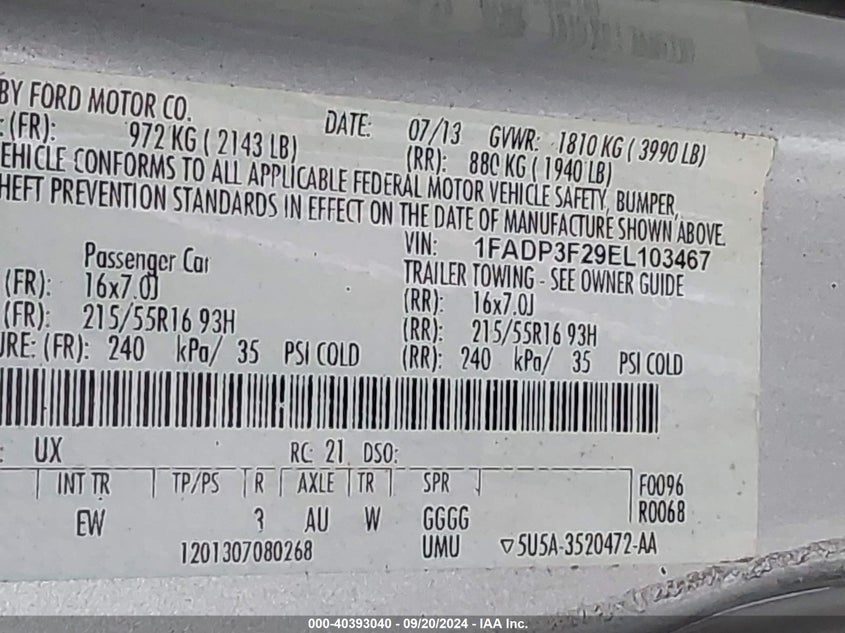 BY FORD MOTOR CO.
DATE: 07/13 GVWR: 1810 KG ( 3990 LB)
(FR): 972 KG ( 2143 LB) (RR): 880 KG ( 1940 LB)
VEHICLE CONFORMS TO ALL APPLICABLE FEDERAL MOTOR VEHICLE SAFETY, BUMPER,
THEFT PREVENTION STANDARDS IN EFFECT ON THE DATE OF MANUFACTURE SHOWN ABOVE.
VIN: 1FADP3F29EL103467
Passenger Car TRAILER TOWING - SEE OWNER GUIDE
(FR): 16x7.0J (RR): 16x7.0J
(FR): 215/55R16 93H (RR): 215/55R16 93H
URE: (FR): 240 kPa/ 35 PSI COLD (RR): 240 kPa/ 35 PSI COLD
: UX RC: 21 DSO:
INT TR TP/PS R AXLE TR SPR F0096
EW 3 AU W GGGG R0068
1201307080268 UMU ▽5U5A-3520472-AA
000-40393040 - 09/20/2024 - IAA Inc.